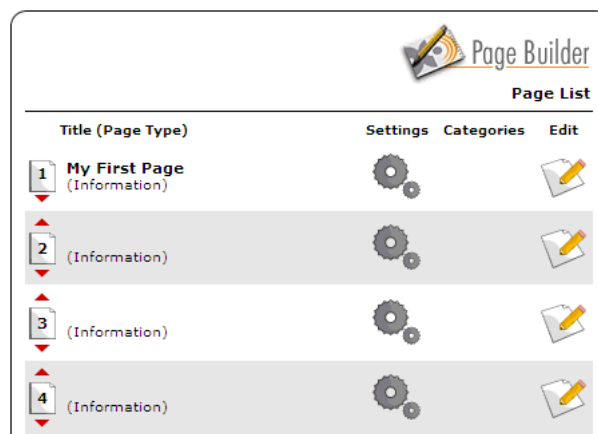 Page Builder
Page List
Title (Page Type) Settings Categories Edit
1 My First Page
(Information)
2 (Information)
3 (Information)
4 (Information)